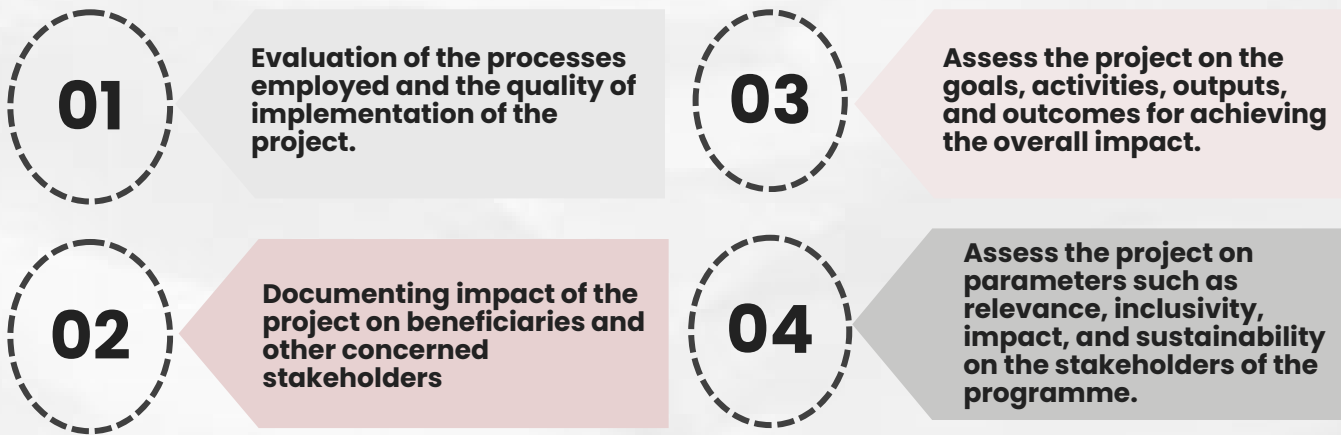 01
Evaluation of the processes
employed and the quality of
implementation of the
project.
02
Documenting impact of the
project on beneficiaries and
other concerned
stakeholders
03
Assess the project on the
goals, activities, outputs,
and outcomes for achieving
the overall impact.
04
Assess the project on
parameters such as
relevance, inclusivity,
impact, and sustainability
on the stakeholders of the
programme.